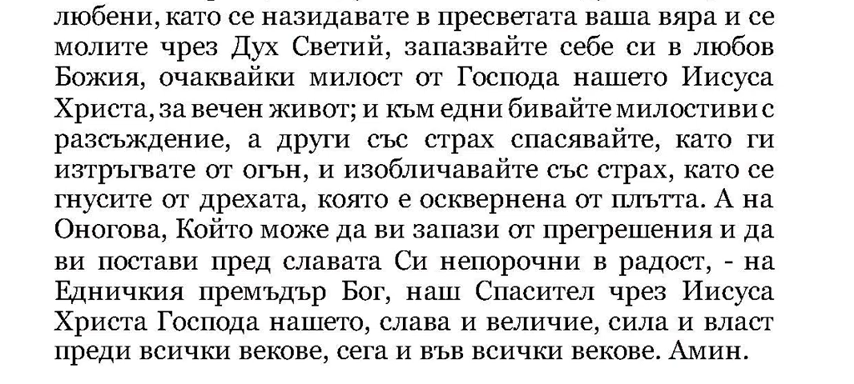 любени, като се назидавате в пресветата ваша вяра и се
молите чрез Дух Светий, запазвайте себе си в любов
Божия, очаквайки милост от Господа нашето Иисуса
Христа, за вечен живот; и към едни бивайте милостиви с
разсъждение, а други със страх спасявайте, като ги
изтръгвате от огън, и изобличавайте със страх, като се
гнусите от дрехата, която е осквернена от плътта. А на
Оногова, Който може да ви запази от прегрешения и да
ви постави пред славата Си непорочни в радост, - на
Едничкия премъдър Бог, наш Спасител чрез Иисуса
Христа Господа нашето, слава и величие, сила и власт
преди всички векове, сега и във всички векове. Амин.